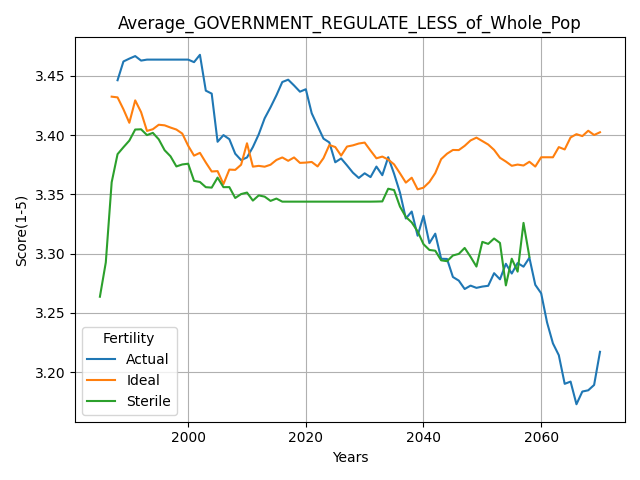 Average_GOVERNMENT_REGULATE_LESS_of_Whole_Pop
Score(1-5)
3.45
3.40
3.35
3.30
3.25
3.20
Fertility
Actual
Ideal
Sterile
2000 2020 2040 2060
Years